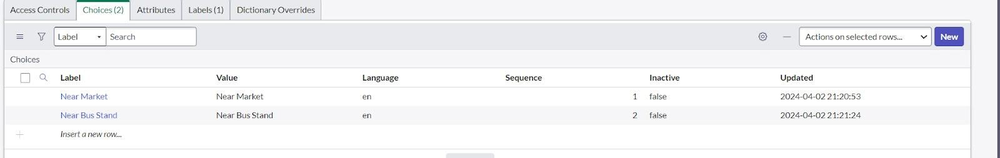 Access Controls Choices (2) Attributes Labels (1) Dictionary Overrides
Label Search Actions on selected rows... New
Choices
Label Value Language Sequence Inactive Updated
Near Market Near Market en 1 false 2024-04-02 21:20:53
Near Bus Stand Near Bus Stand en 2 false 2024-04-02 21:21:24
Insert a new row...